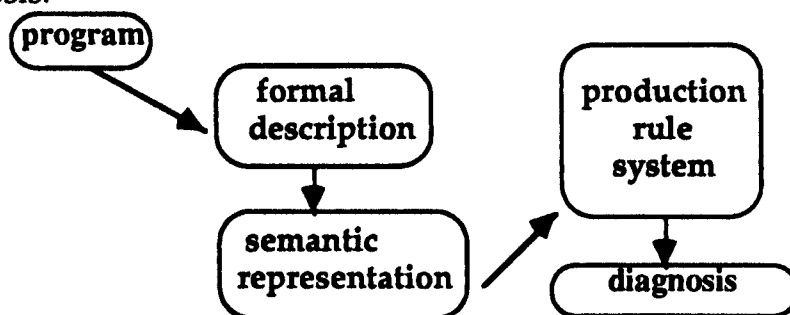 program
formal
description
semantic
representation
production
rule
system
diagnosis